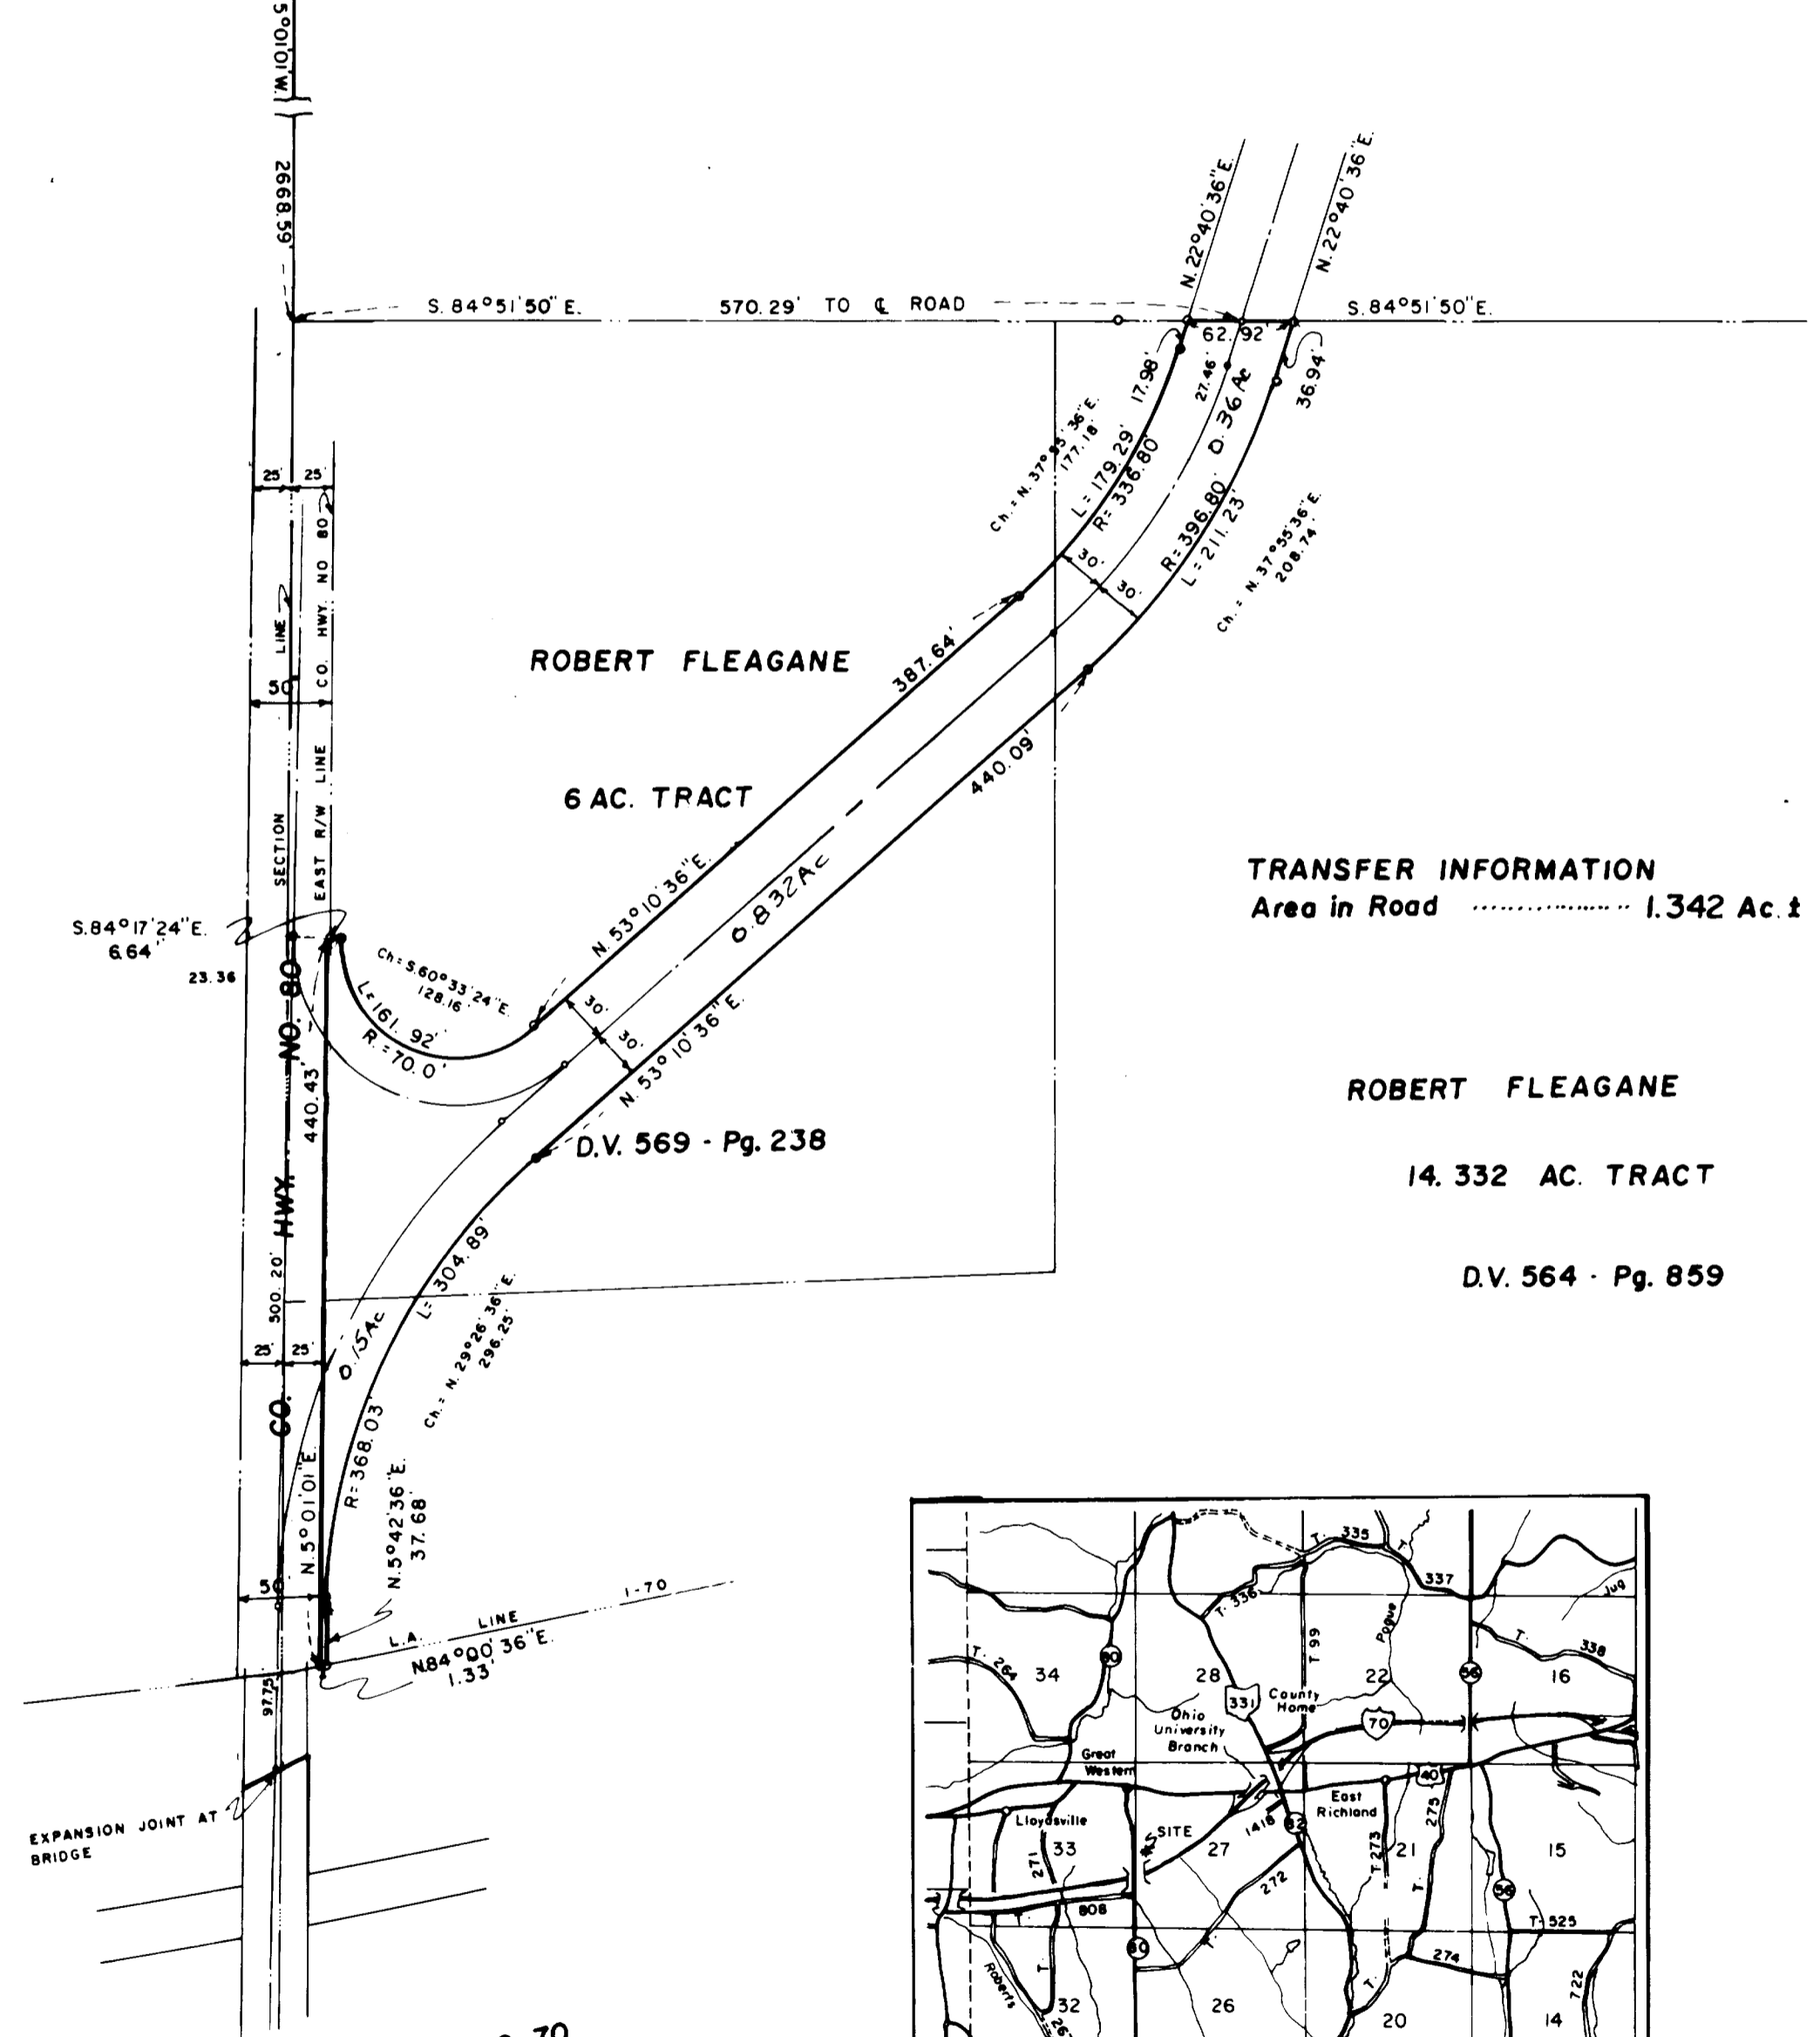 5°01'01"W.
2668.59'
S. 84°51'50" E.
570.29' TO ℄ ROAD
S. 84°51'50"E.
N. 22°40'36"E.
N. 22°40'36"E.
62.92'
17.98'
27.46'
0.36 Ac
36.94'
Ch. = N. 37°55'36"E.
177.18'
L = 179.29'
R = 336.80'
R = 396.80'
L = 211.23'
Ch. = N. 37°55'36"E.
208.74'
30'
30'
25'
25'
CO. HWY. NO 80
EAST R/W LINE
SECTION LINE
50'
ROBERT FLEAGANE
6 AC. TRACT
387.64'
440.09'
N. 53°10'36"E.
0.832 Ac
N. 53°10'36"E.
30'
30'
TRANSFER INFORMATION
Area in Road ................ 1.342 Ac. ±
S. 84°17'24"E.
6.64'
23.36
Ch = S. 60°33'24"E.
128.16'
L = 161.92'
R. = 70.0'
440.43'
CO. HWY. NO. 80
D.V. 569 - Pg. 238
ROBERT FLEAGANE
14.332 AC. TRACT
D.V. 564 - Pg. 859
500.20'
25'
25'
0.15 Ac
L = 304.89'
R = 368.03'
Ch. = N. 29°26'36"E.
296.25'
N. 5°01'01"E.
N. 5°42'36"E.
37.68'
50'
L.A. LINE I-70
N84°00'36"E.
1.33'
97.75'
EXPANSION JOINT AT
BRIDGE
T. 335
T.
337
Jug
T. 336
T 99
Pogue
T. 338
T. 264
34
80
28
22
56
16
331
County
Home
70
Ohio
University
Branch
Great
Western
40
East
Richland
275
Lloydsville
SITE
1418
82
33
27
T 273
21
15
271
272
T.
56
808
T- 525
80
T.
274
Roberts
T.
T.
722
32
26
20
14
70